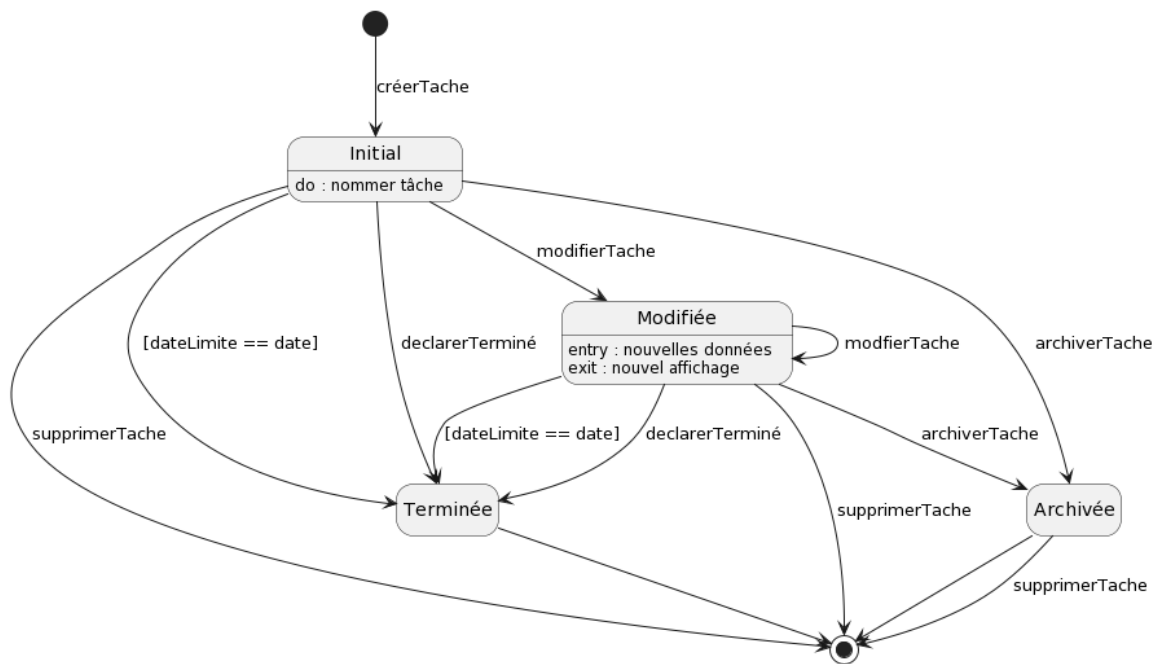 créerTache
Initial
do : nommer tâche
modifierTache
[dateLimite == date]
declarerTerminé
Modifiée
entry : nouvelles données
exit : nouvel affichage
modfierTache
archiverTache
supprimerTache
[dateLimite == date]
declarerTerminé
archiverTache
Terminée
supprimerTache
Archivée
supprimerTache